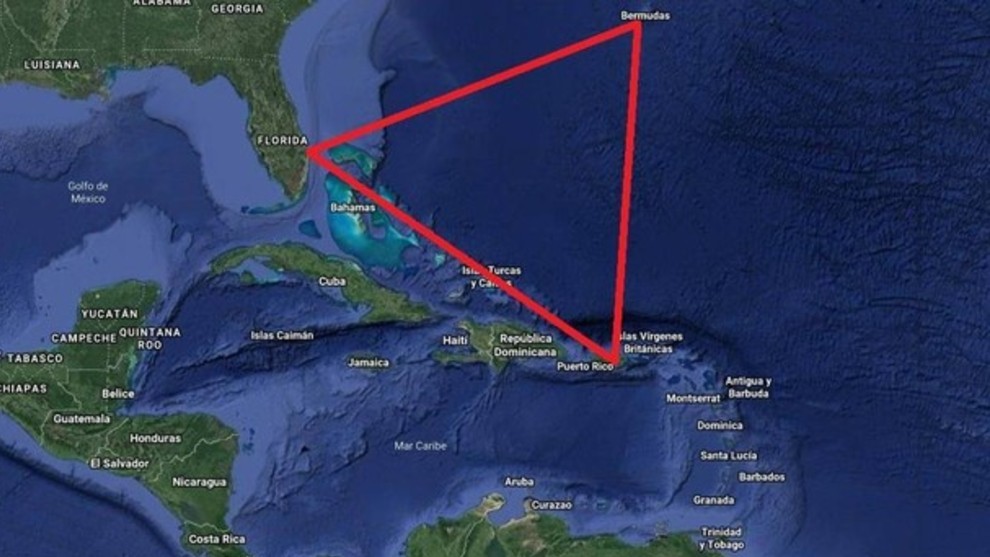 ALABAMA
GEORGIA
Bermudas
LUISIANA
FLORIDA
Golfo de
México
Bahamas
Islas Turcas
y Caicos
Cuba
YUCATÁN
CAMPECHE
QUINTANA
ROO
Islas Caimán
Haití
República
Dominicana
Islas Vírgenes
Británicas
TABASCO
Jamaica
Puerto Rico
CHIAPAS
Belice
Antigua y
Barbuda
Montserrat
Guatemala
Dominica
Honduras
Mar Caribe
El Salvador
Santa Lucía
Nicaragua
Aruba
Curazao
Barbados
Granada
Costa Rica
Trinidad
y Tobago